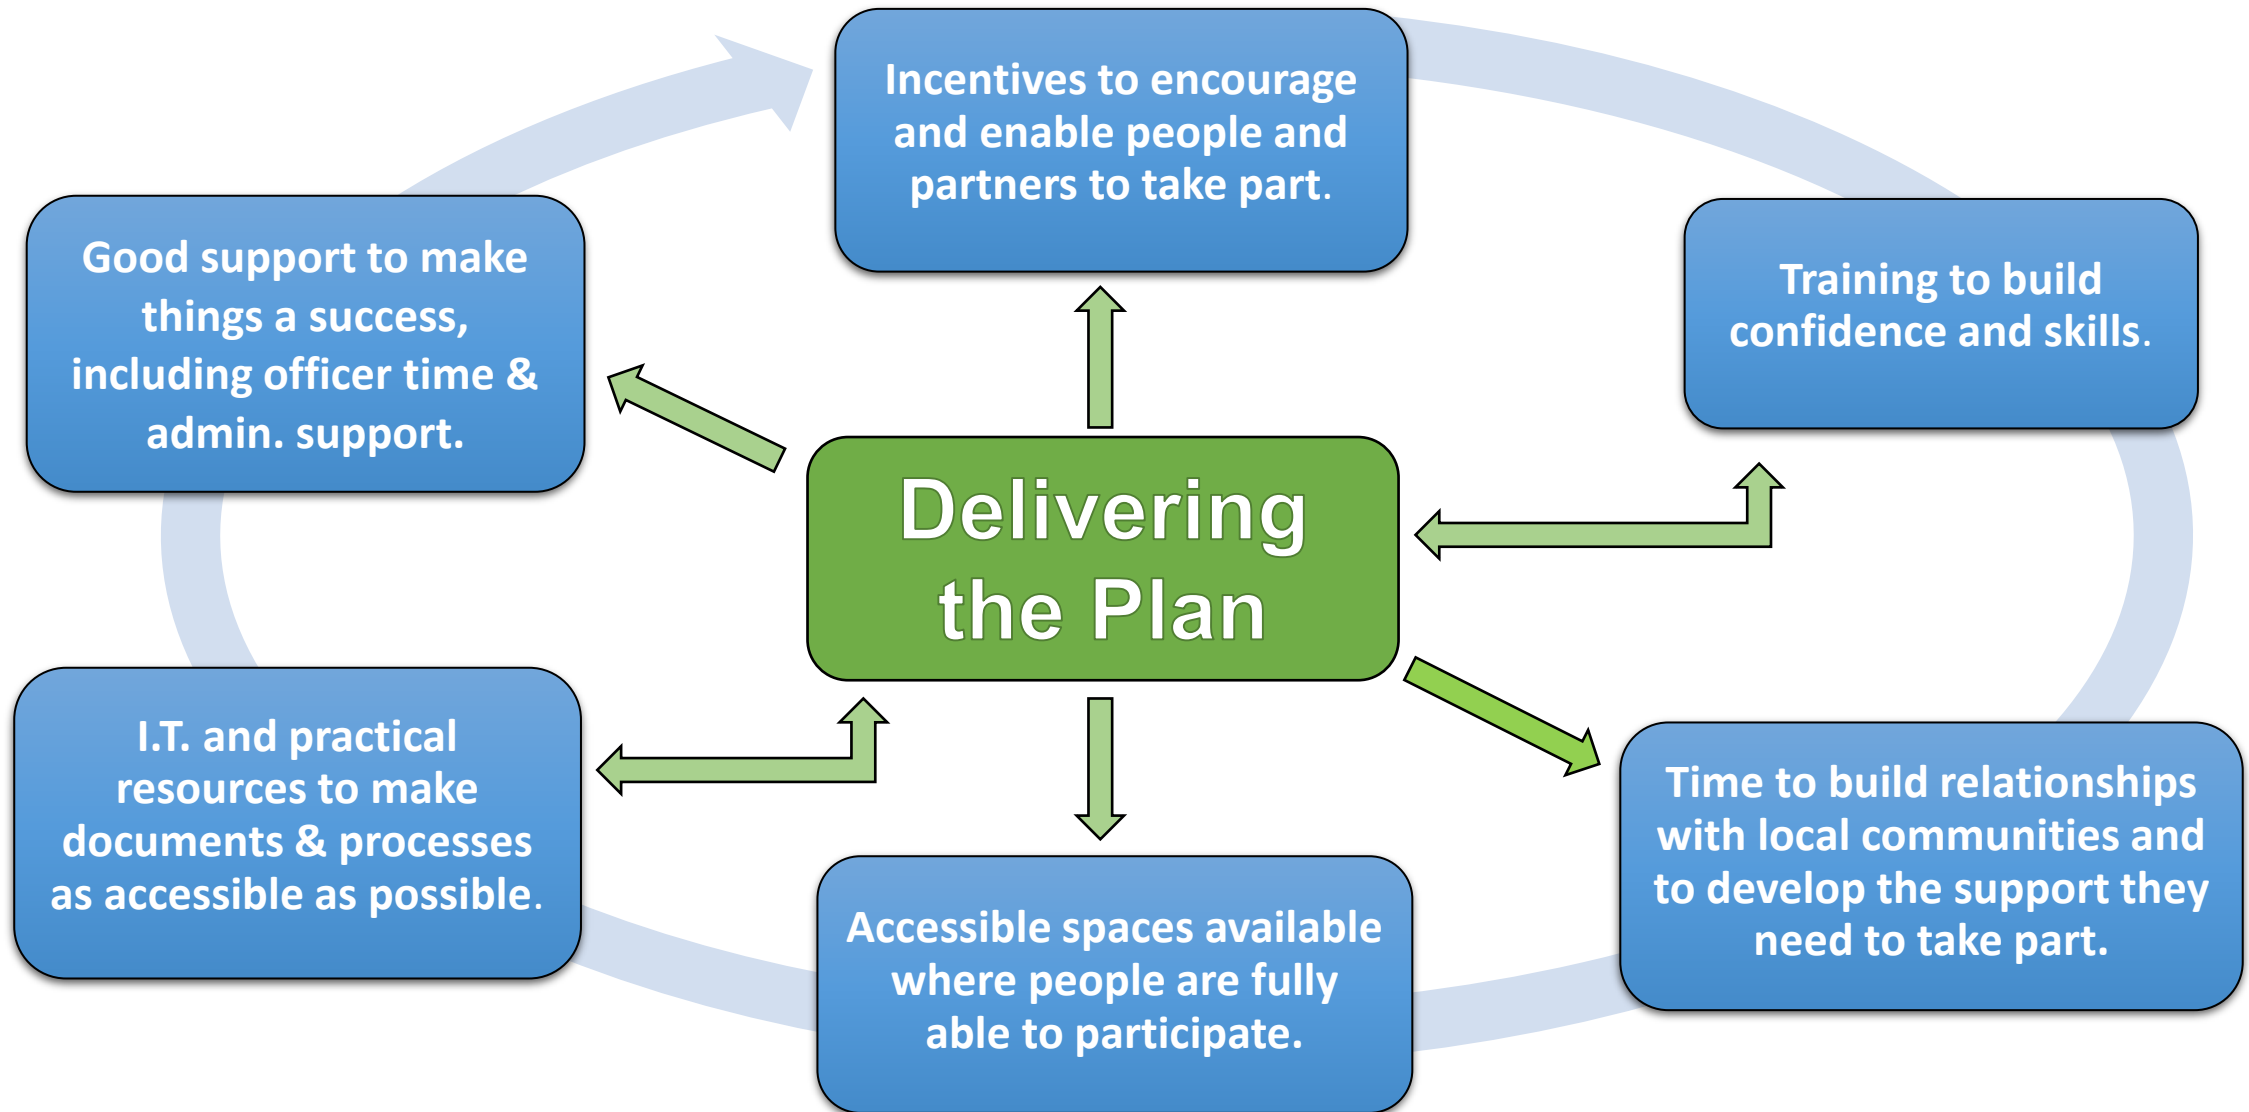 Incentives to encourage
and enable people and
partners to take part.
Training to build
confidence and skills.
Time to build relationships
with local communities and
to develop the support they
need to take part.
Accessible spaces available
where people are fully
able to participate.
I.T. and practical
resources to make
documents & processes
as accessible as possible.
Good support to make
things a success,
including officer time &
admin. support.
Delivering
the Plan